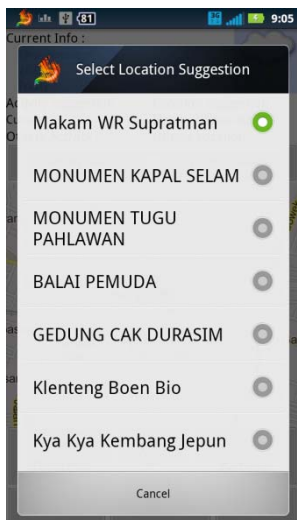 81
9:05
Current Info :
Select Location Suggestion
Makam WR Supratman
MONUMEN KAPAL SELAM
MONUMEN TUGU
PAHLAWAN
BALAI PEMUDA
GEDUNG CAK DURASIM
Klenteng Boen Bio
Kya Kya Kembang Jepun
Cancel